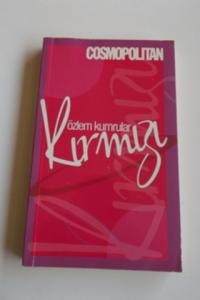 COSMOPOLITAN
özlem kumrular
Kırmızı